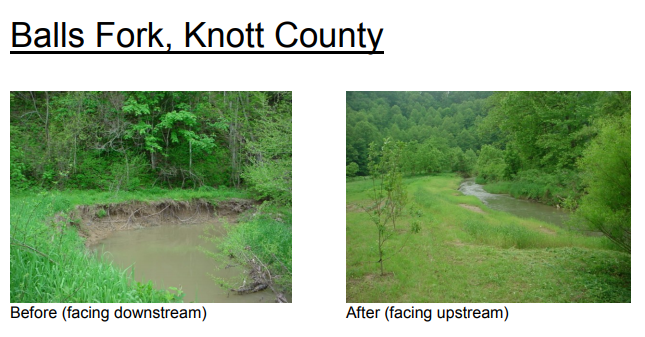 Balls Fork, Knott County
Before (facing downstream)
After (facing upstream)